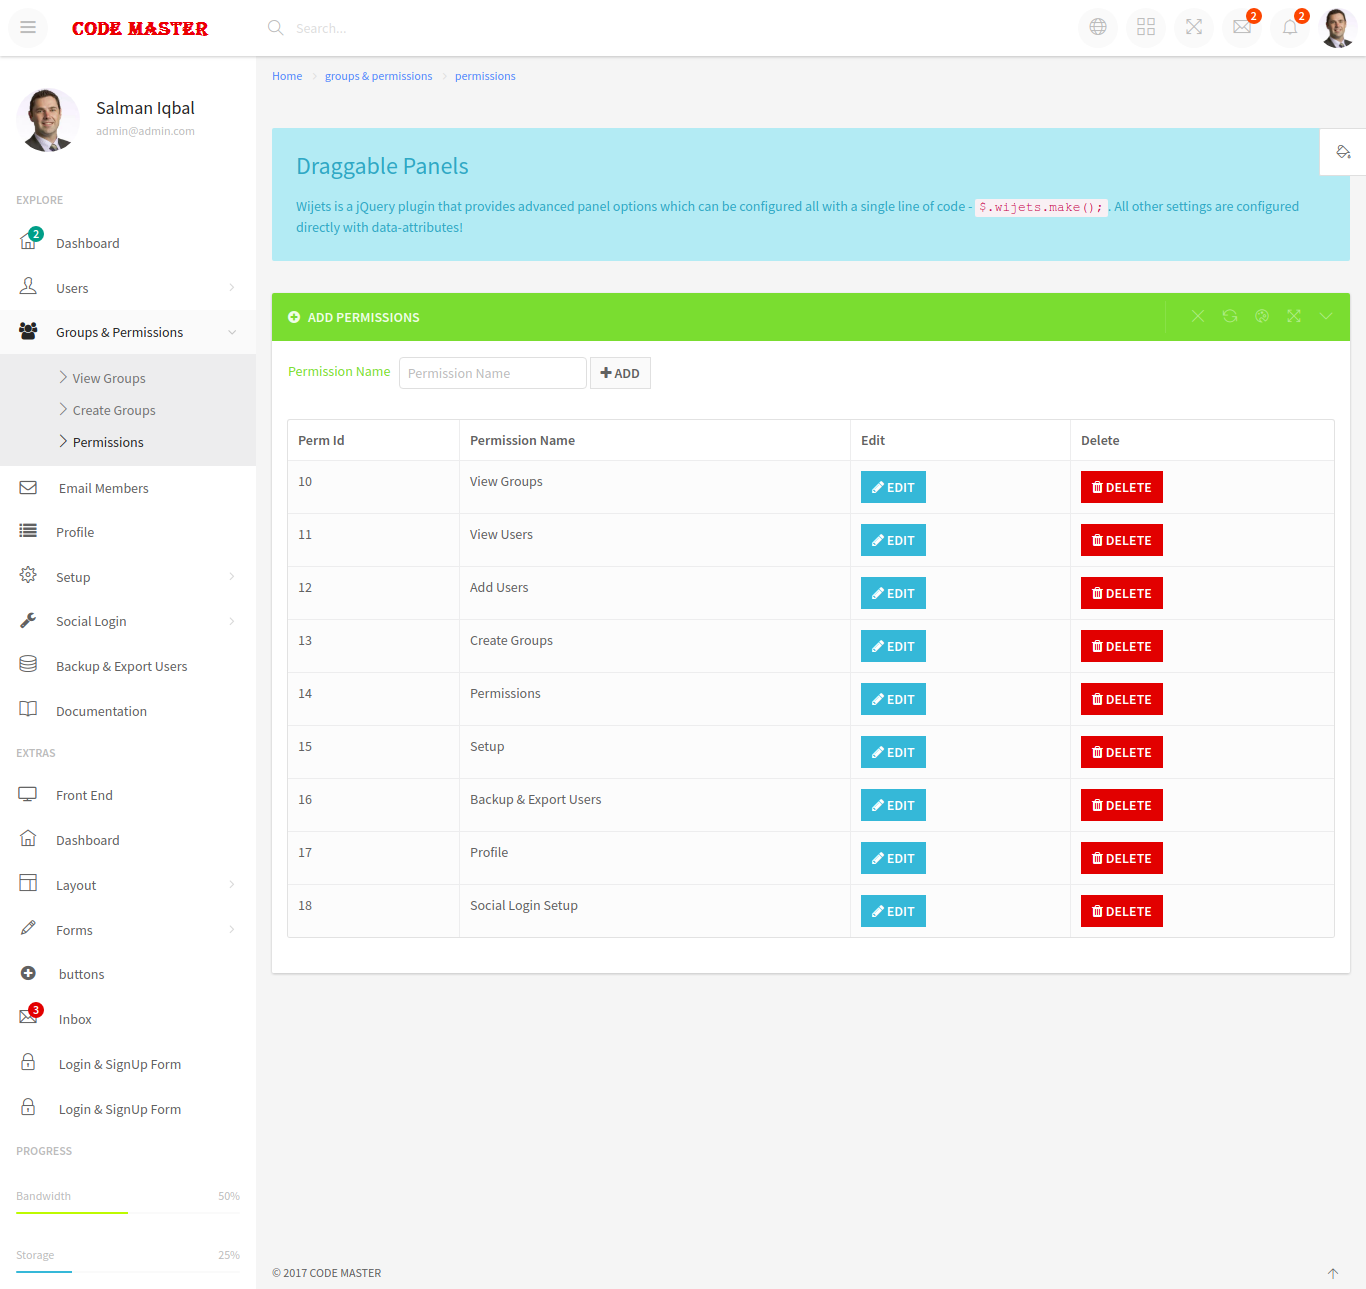 CODE MASTER
Search...
2
2
Home
groups & permissions
permissions
Salman Iqbal
admin@admin.com
EXPLORE
2
Dashboard
Users
Groups & Permissions
View Groups
Create Groups
Permissions
Email Members
Profile
Setup
Social Login
Backup & Export Users
Documentation
EXTRAS
Front End
Dashboard
Layout
Forms
buttons
3
Inbox
Login & SignUp Form
Login & SignUp Form
PROGRESS
Bandwidth 50%
Storage 25%
Draggable Panels
Wijets is a jQuery plugin that provides advanced panel options which can be configured all with a single line of code - $.wijets.make(); . All other settings are configured
directly with data-attributes!
ADD PERMISSIONS
Permission Name Permission Name ADD
Perm Id Permission Name Edit Delete
10 View Groups EDIT DELETE
11 View Users EDIT DELETE
12 Add Users EDIT DELETE
13 Create Groups EDIT DELETE
14 Permissions EDIT DELETE
15 Setup EDIT DELETE
16 Backup & Export Users EDIT DELETE
17 Profile EDIT DELETE
18 Social Login Setup EDIT DELETE
© 2017 CODE MASTER